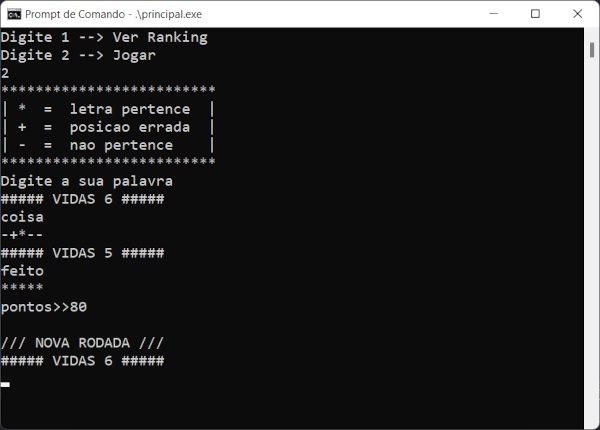 Prompt de Comando - .\principal.exe
Digite 1 --> Ver Ranking
Digite 2 --> Jogar
2
************************
| *  =  letra pertence  |
| +  =  posicao errada  |
| -  =  nao pertence    |
************************
Digite a sua palavra
##### VIDAS 6 #####
coisa
-+*--
##### VIDAS 5 #####
feito
*****
pontos>>80
/// NOVA RODADA ///
##### VIDAS 6 #####